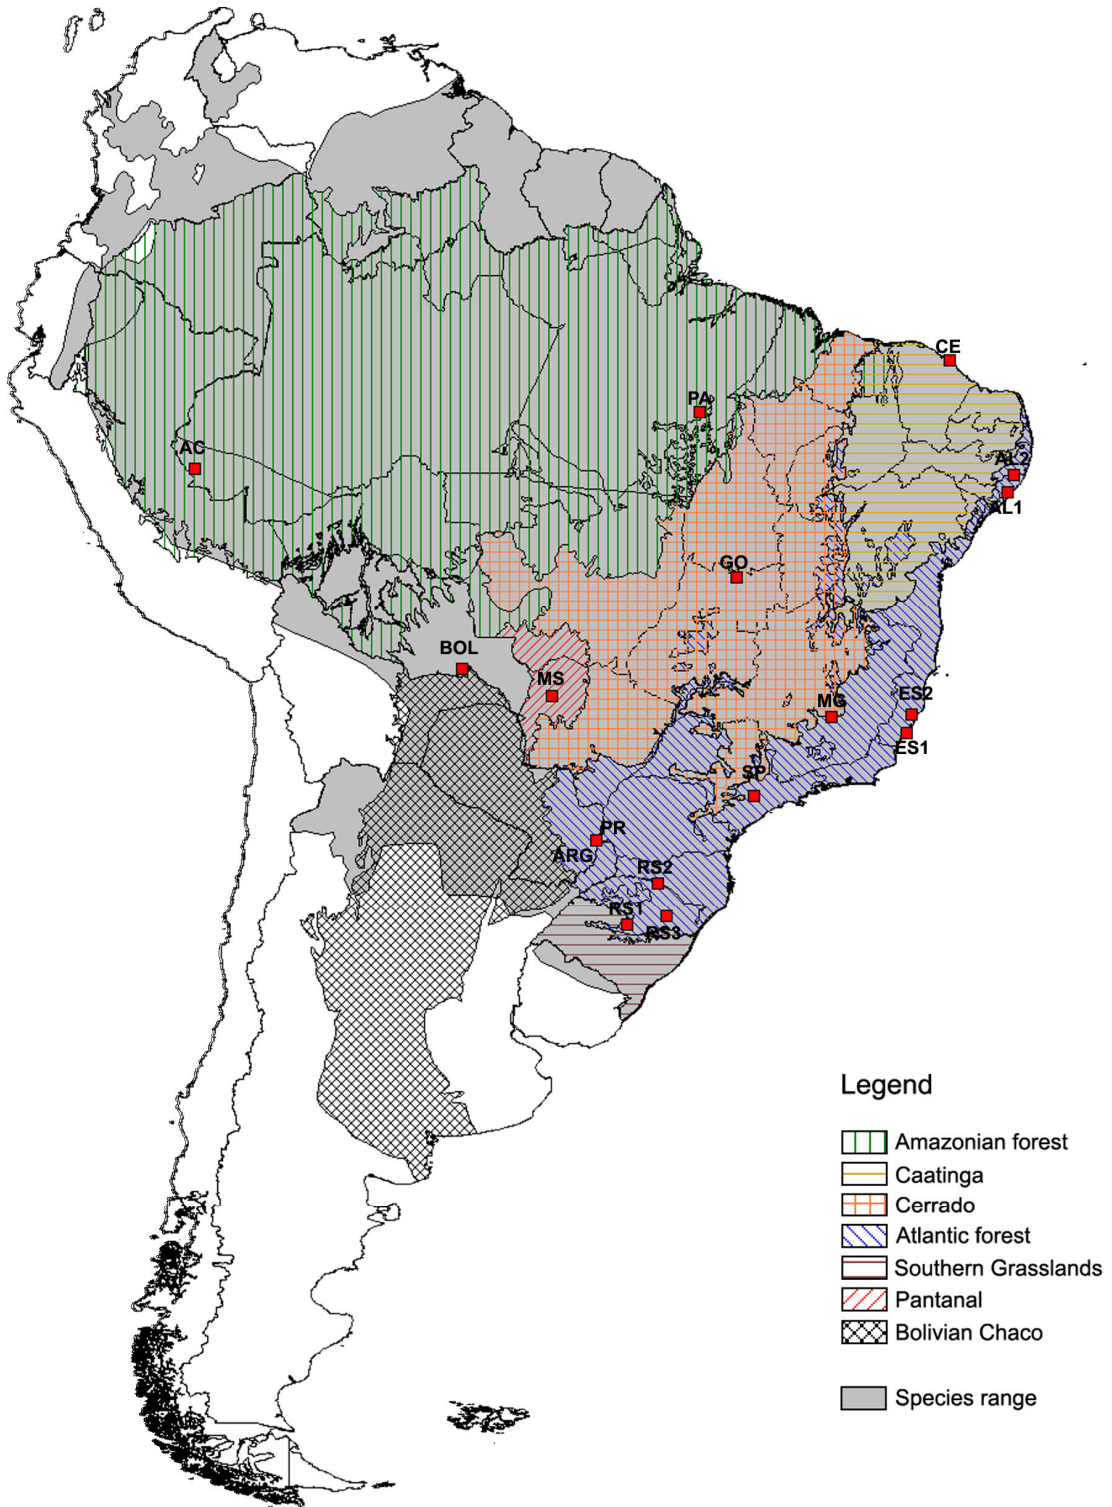 CE
PA
AC
AL2
AL1
GO
BOL
MS
MG
ES2
ES1
SP
PR
ARG
RS2
RS1
RS3
Legend
Amazonian forest
Caatinga
Cerrado
Atlantic forest
Southern Grasslands
Pantanal
Bolivian Chaco
Species range